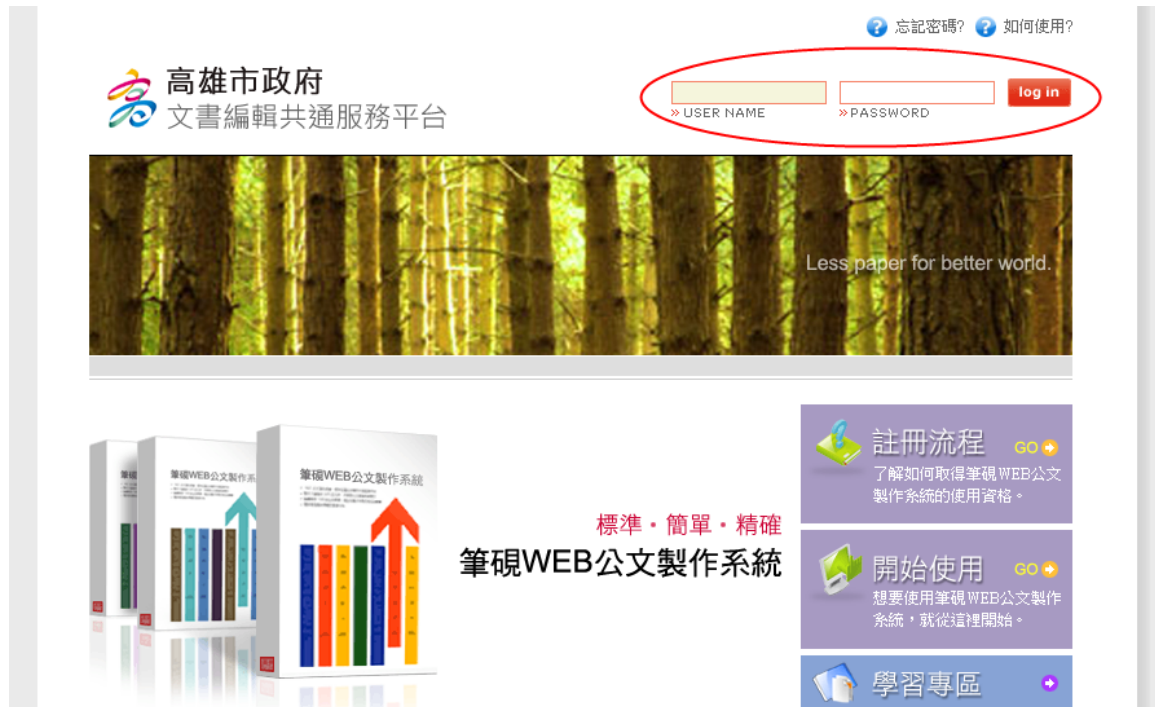 忘記密碼? 如何使用?
高雄市政府
文書編輯共通服務平台
log in
» USER NAME » PASSWORD
Less paper for better world.
註冊流程 GO
了解如何取得筆硯WEB公文
製作系統的使用資格。
筆硯WEB公文製作系統
筆硯WEB公文製作系
筆硯
標準・簡單・精確
筆硯WEB公文製作系統
開始使用 GO
想要使用筆硯WEB公文製作
系統，就從這裡開始。
學習專區